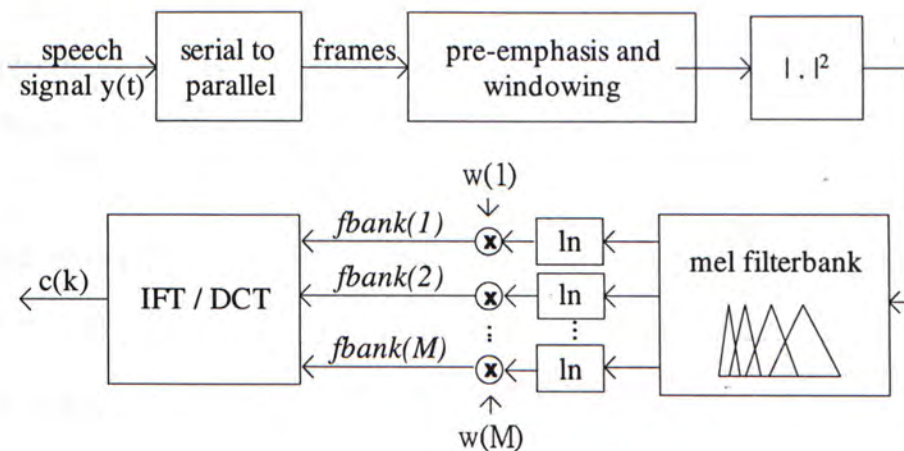 speech
signal y(t)
serial to
parallel
frames
pre-emphasis and
windowing
| . |²
w(1)
fbank(1)
x
ln
mel filterbank
c(k)
IFT / DCT
fbank(2)
x
ln
fbank(M)
x
ln
w(M)